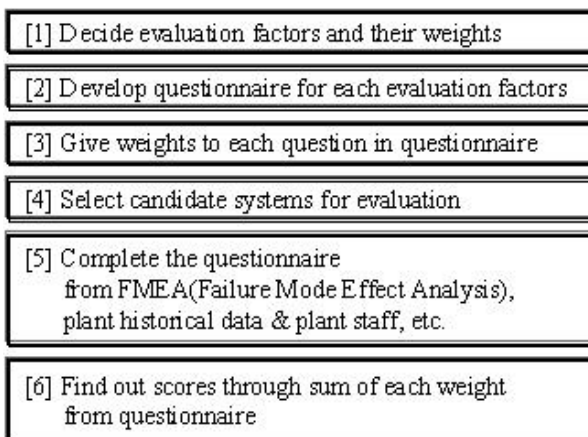 [1] Decide evaluation factors and their weights
[2] Develop questionnaire for each evaluation factors
[3] Give weights to each question in questionnaire
[4] Select candidate systems for evaluation
[5] Complete the questionnaire
from FMEA(Failure Mode Effect Analysis),
plant historical data & plant staff, etc.
[6] Find out scores through sum of each weight
from questionnaire